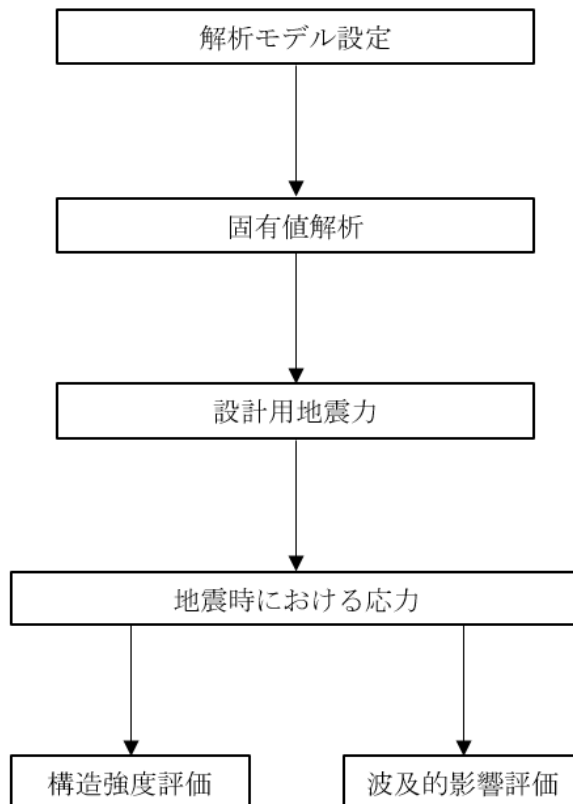 解析モデル設定
固有値解析
設計用地震力
地震時における応力
構造強度評価
波及的影響評価